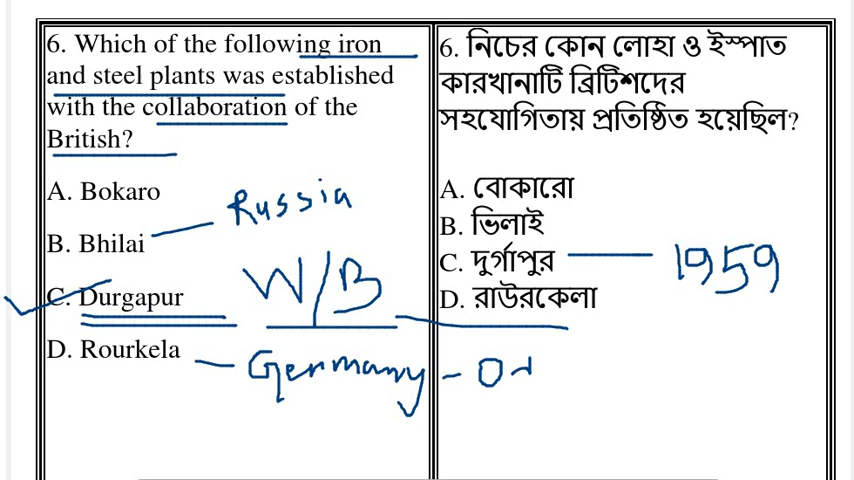 6. Which of the following iron
and steel plants was established
with the collaboration of the
British?
A. Bokaro
B. Bhilai
Russia
C. Durgapur
W/B
D. Rourkela
Germany - Od
6. নিচের কোন লোহা ও ইস্পাত
কারখানাটি ব্রিটিশদের
সহযোগিতায় প্রতিষ্ঠিত হয়েছিল?
A. বোকারো
B. ভিলাই
C. দুর্গাপুর
1959
D. রাউরকেলা